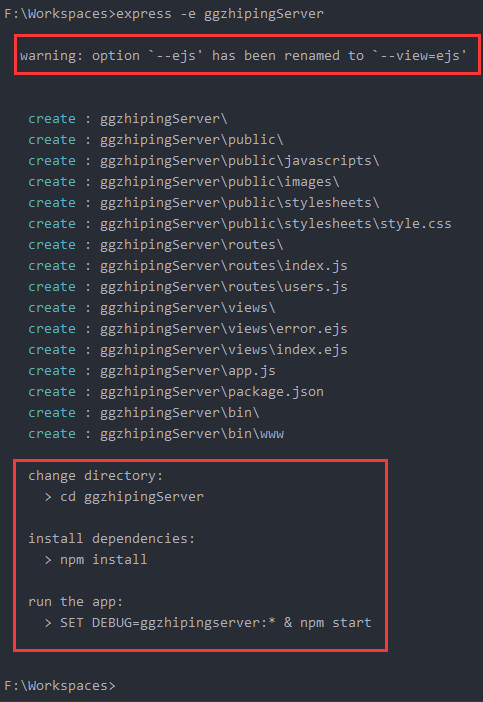 F:\Workspaces>express -e ggzhipingServer
warning: option `--ejs' has been renamed to `--view=ejs'
create : ggzhipingServer\
create : ggzhipingServer\public\
create : ggzhipingServer\public\javascripts\
create : ggzhipingServer\public\images\
create : ggzhipingServer\public\stylesheets\
create : ggzhipingServer\public\stylesheets\style.css
create : ggzhipingServer\routes\
create : ggzhipingServer\routes\index.js
create : ggzhipingServer\routes\users.js
create : ggzhipingServer\views\
create : ggzhipingServer\views\error.ejs
create : ggzhipingServer\views\index.ejs
create : ggzhipingServer\app.js
create : ggzhipingServer\package.json
create : ggzhipingServer\bin\
create : ggzhipingServer\bin\www
change directory:
> cd ggzhipingServer
install dependencies:
> npm install
run the app:
> SET DEBUG=ggzhipingserver:* & npm start
F:\Workspaces>